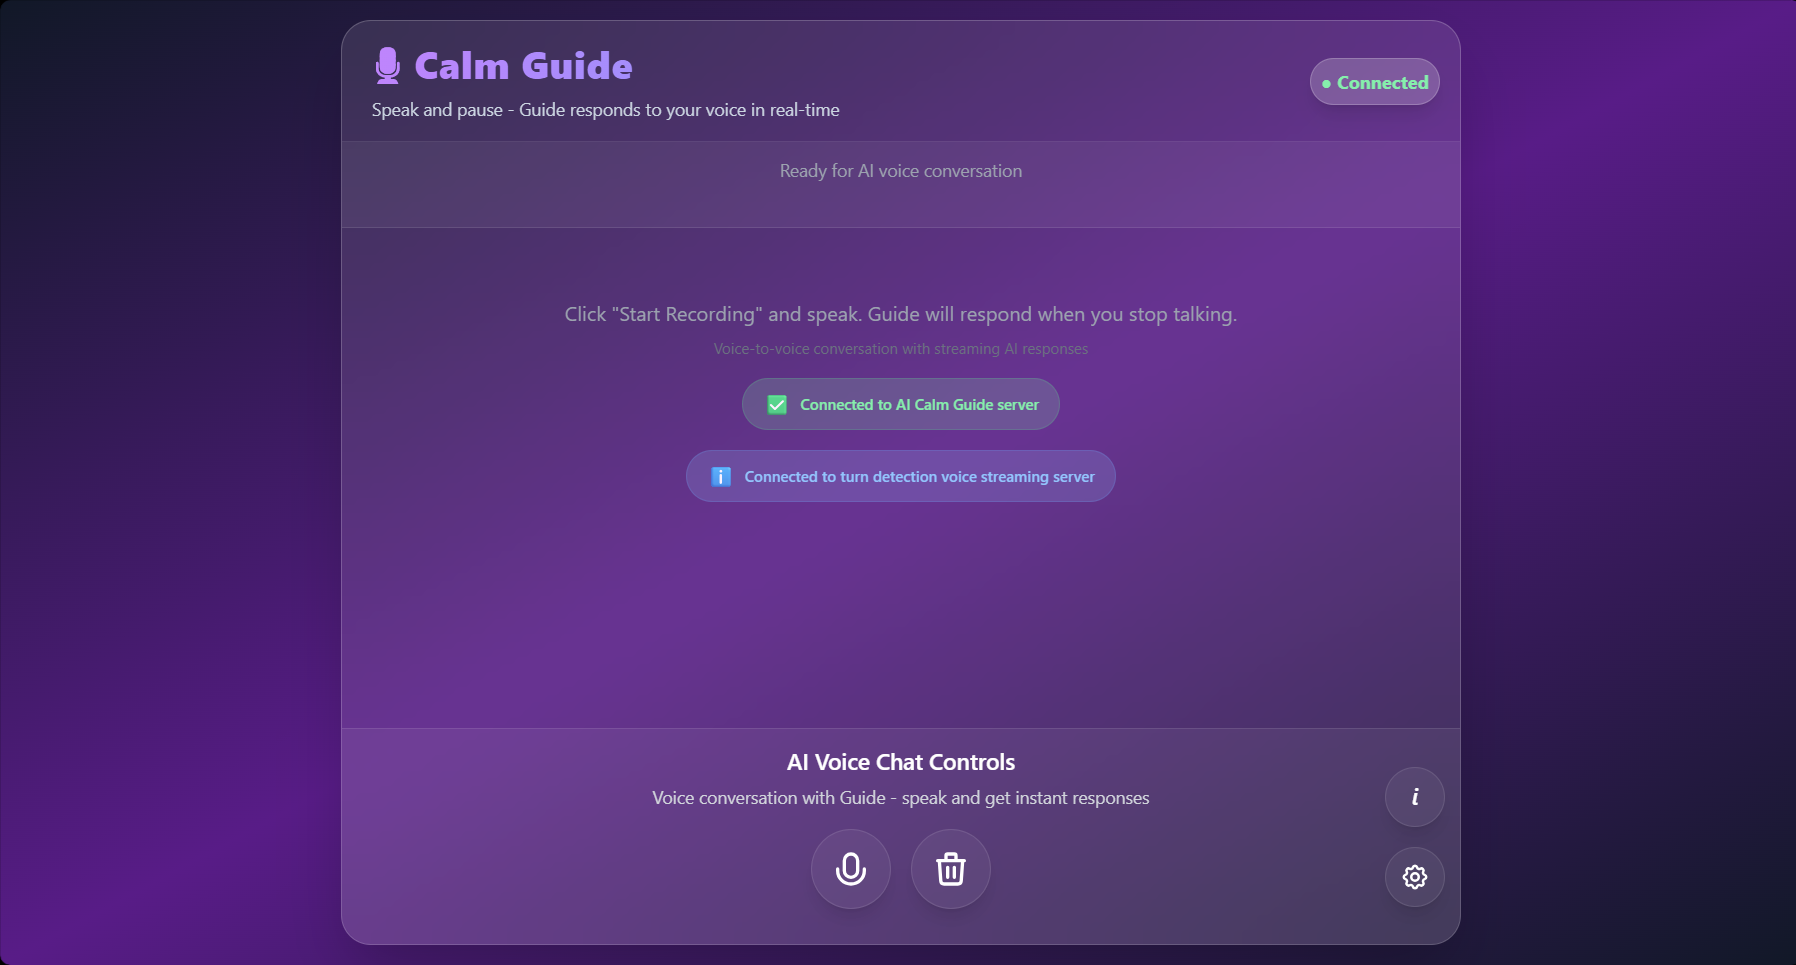 Calm Guide
Speak and pause - Guide responds to your voice in real-time
● Connected
Ready for AI voice conversation
Click "Start Recording" and speak. Guide will respond when you stop talking.
Voice-to-voice conversation with streaming AI responses
✅ Connected to AI Calm Guide server
ℹ️ Connected to turn detection voice streaming server
AI Voice Chat Controls
Voice conversation with Guide - speak and get instant responses
i